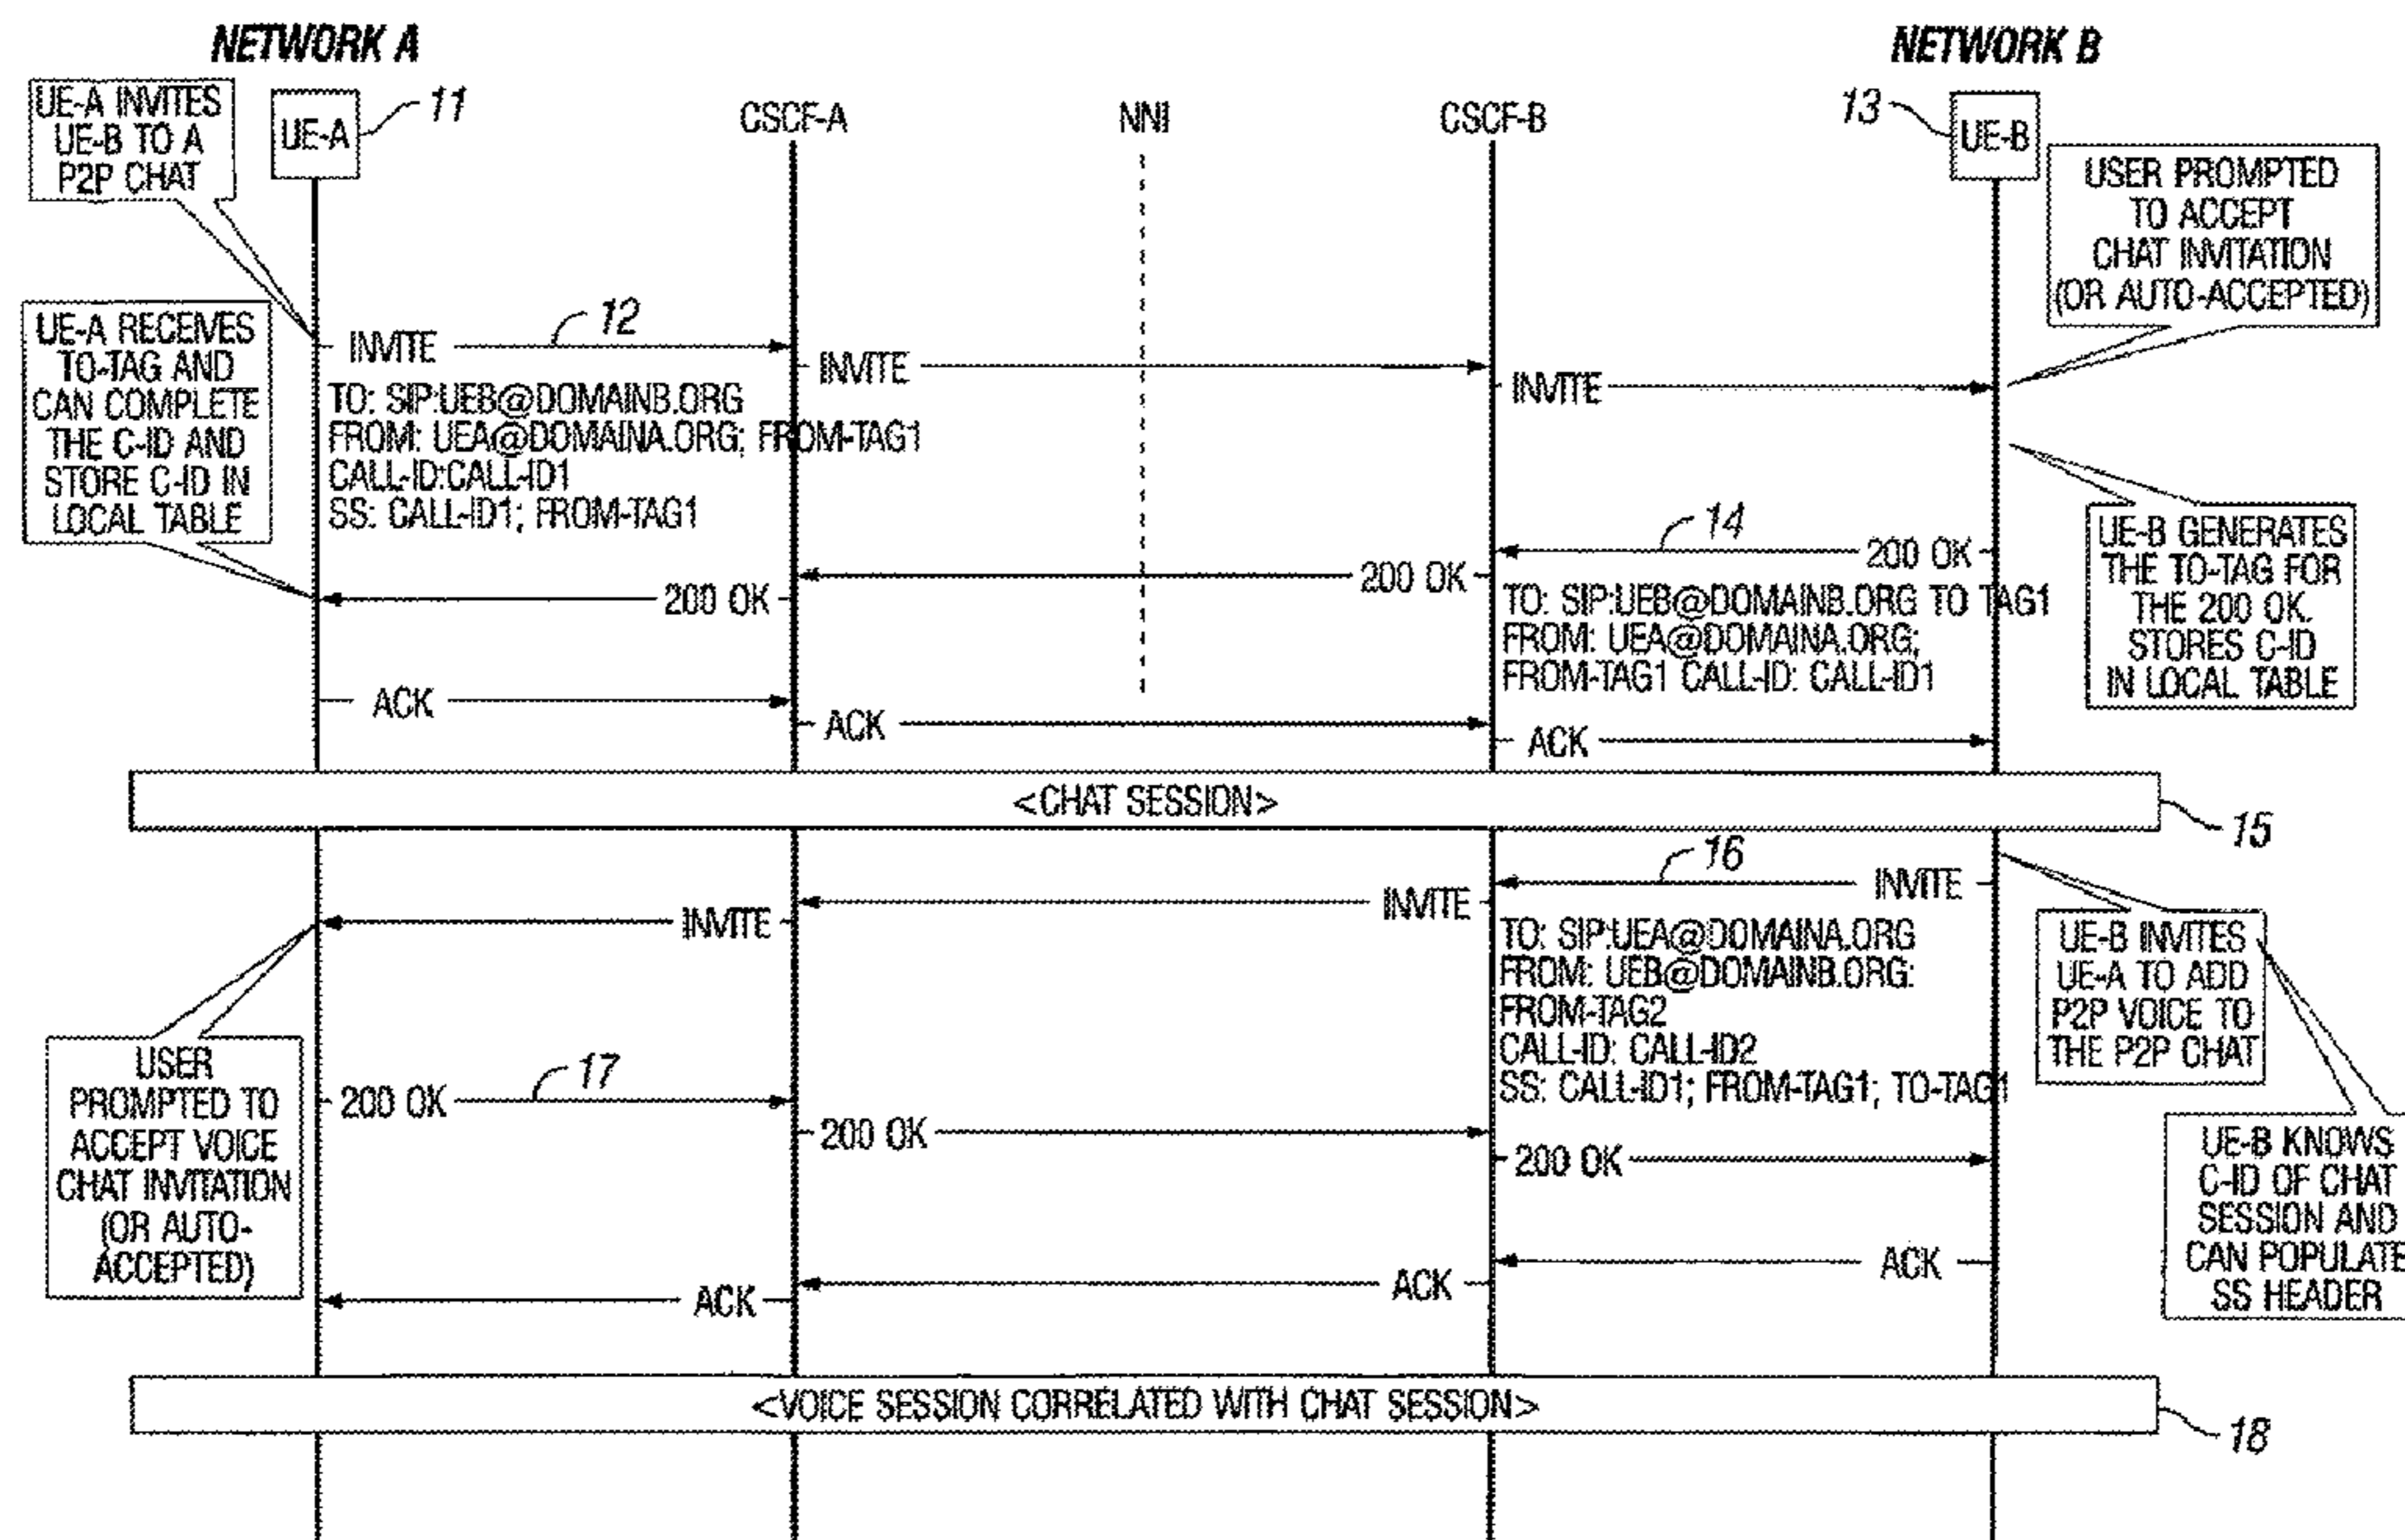 NETWORK A
NETWORK B
UE-A INVITES
UE-B TO A
P2P CHAT
UE-A
11
CSCF-A
NNI
CSCF-B
13
UE-B
USER PROMPTED
TO ACCEPT
CHAT INVITATION
(OR AUTO-ACCEPTED)
UE-A RECEIVES
TO-TAG AND
CAN COMPLETE
THE C-ID AND
STORE C-ID IN
LOCAL TABLE
INVITE
12
INVITE
INVITE
TO: SIP:UEB@DOMAINB.ORG
FROM: UEA@DOMAINA.ORG; FROM-TAG1
CALL-ID:CALL-ID1
SS: CALL-ID1; FROM-TAG1
14
200 OK
200 OK
200 OK
TO: SIP:UEB@DOMAINB.ORG TO TAG1
FROM: UEA@DOMAINA.ORG;
FROM-TAG1 CALL-ID: CALL-ID1
UE-B GENERATES
THE TO-TAG FOR
THE 200 OK.
STORES C-ID
IN LOCAL TABLE
ACK
ACK
ACK
<CHAT SESSION>
15
16
INVITE
INVITE
INVITE
TO: SIP:UEA@DOMAINA.ORG
FROM: UEB@DOMAINB.ORG:
FROM-TAG2
CALL-ID: CALL-ID2
SS: CALL-ID1; FROM-TAG1; TO-TAG1
UE-B INVITES
UE-A TO ADD
P2P VOICE TO
THE P2P CHAT
USER
PROMPTED TO
ACCEPT VOICE
CHAT INVITATION
(OR AUTO-
ACCEPTED)
200 OK
17
200 OK
200 OK
UE-B KNOWS
C-ID OF CHAT
SESSION AND
CAN POPULATE
SS HEADER
ACK
ACK
ACK
<VOICE SESSION CORRELATED WITH CHAT SESSION>
18